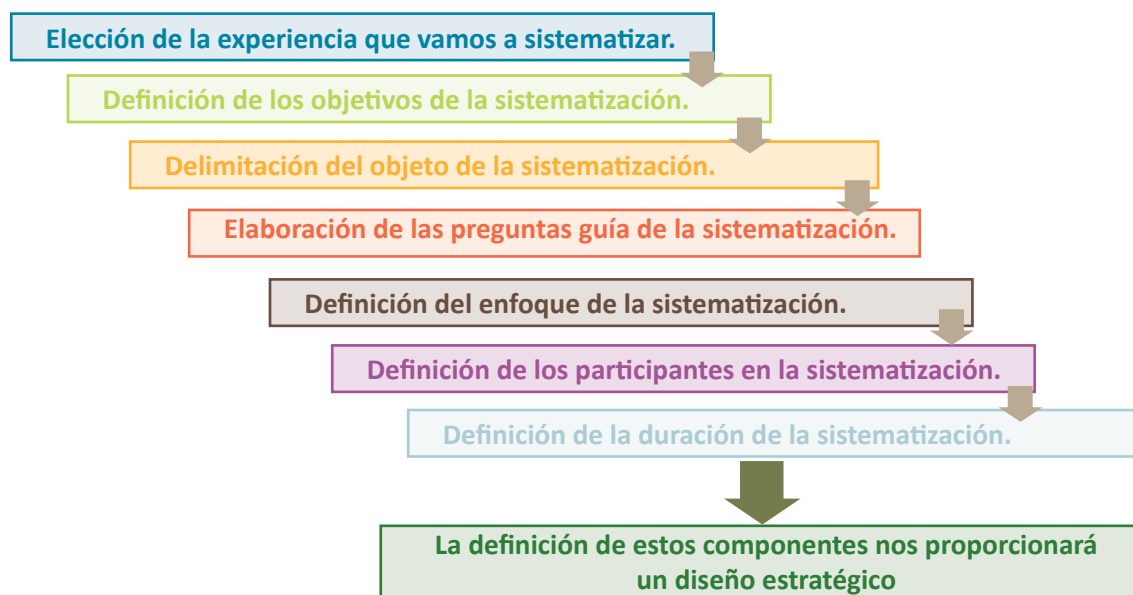 Elección de la experiencia que vamos a sistematizar.
Definición de los objetivos de la sistematización.
Delimitación del objeto de la sistematización.
Elaboración de las preguntas guía de la sistematización.
Definición del enfoque de la sistematización.
Definición de los participantes en la sistematización.
Definición de la duración de la sistematización.
La definición de estos componentes nos proporcionará
un diseño estratégico